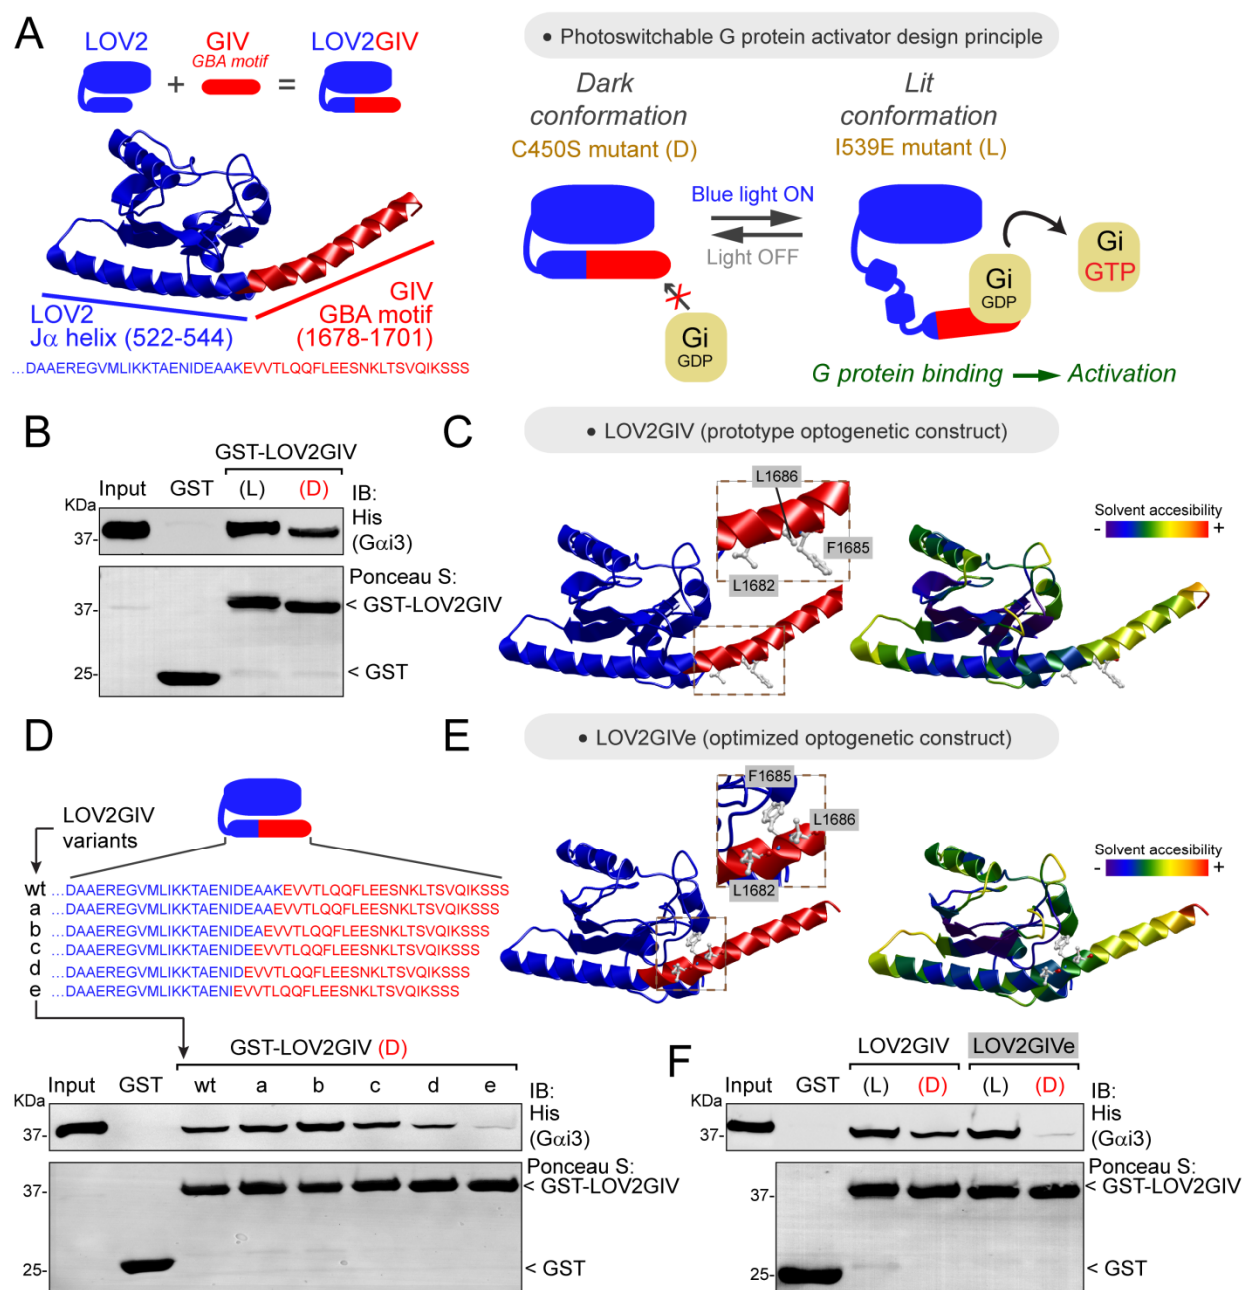 A
LOV2
GIV
GBA motif
LOV2GIV
+
=
LOV2
Jα helix (522-544)
GIV
GBA motif
(1678-1701)
...DAAEREGVMLIKKTAENIDEAAKEVVTLQQFLEESNKLTSVQIKSSS
• Photoswitchable G protein activator design principle
Dark
conformation
C450S mutant (D)
Lit
conformation
I539E mutant (L)
Blue light ON
Light OFF
Gi
GDP
Gi
GDP
Gi
GTP
G protein binding
Activation
B
GST-LOV2GIV
Input
GST
(L)
(D)
KDa
37-
IB:
His
(Gαi3)
Ponceau S:
37-
< GST-LOV2GIV
25-
< GST
C
• LOV2GIV (prototype optogenetic construct)
L1686
F1685
L1682
Solvent accesibility
- +
D
LOV2GIV
variants
wt ...DAAEREGVMLIKKTAENIDEAAKEVVTLQQFLEESNKLTSVQIKSSS
a ...DAAEREGVMLIKKTAENIDEAAEVVTLQQFLEESNKLTSVQIKSSS
b ...DAAEREGVMLIKKTAENIDEAEVVTLQQFLEESNKLTSVQIKSSS
c ...DAAEREGVMLIKKTAENIDEEVVTLQQFLEESNKLTSVQIKSSS
d ...DAAEREGVMLIKKTAENIDEVVTLQQFLEESNKLTSVQIKSSS
e ...DAAEREGVMLIKKTAENIEVVTLQQFLEESNKLTSVQIKSSS
GST-LOV2GIV (D)
Input
GST
wt
a
b
c
d
e
KDa
37-
IB:
His
(Gαi3)
Ponceau S:
37-
< GST-LOV2GIV
25-
< GST
E
• LOV2GIVe (optimized optogenetic construct)
F1685
L1686
L1682
Solvent accesibility
- +
F
LOV2GIV
LOV2GIVe
Input
GST
(L)
(D)
(L)
(D)
KDa
37-
IB:
His
(Gαi3)
Ponceau S:
37-
< GST-LOV2GIV
25-
< GST